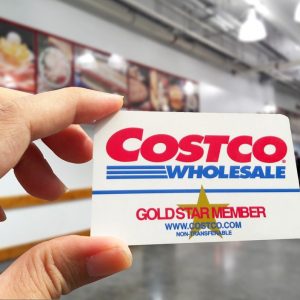 COSTCO
WHOLESALE
GOLD STAR MEMBER
WWW.COSTCO.COM
NON-TRANSFERABLE